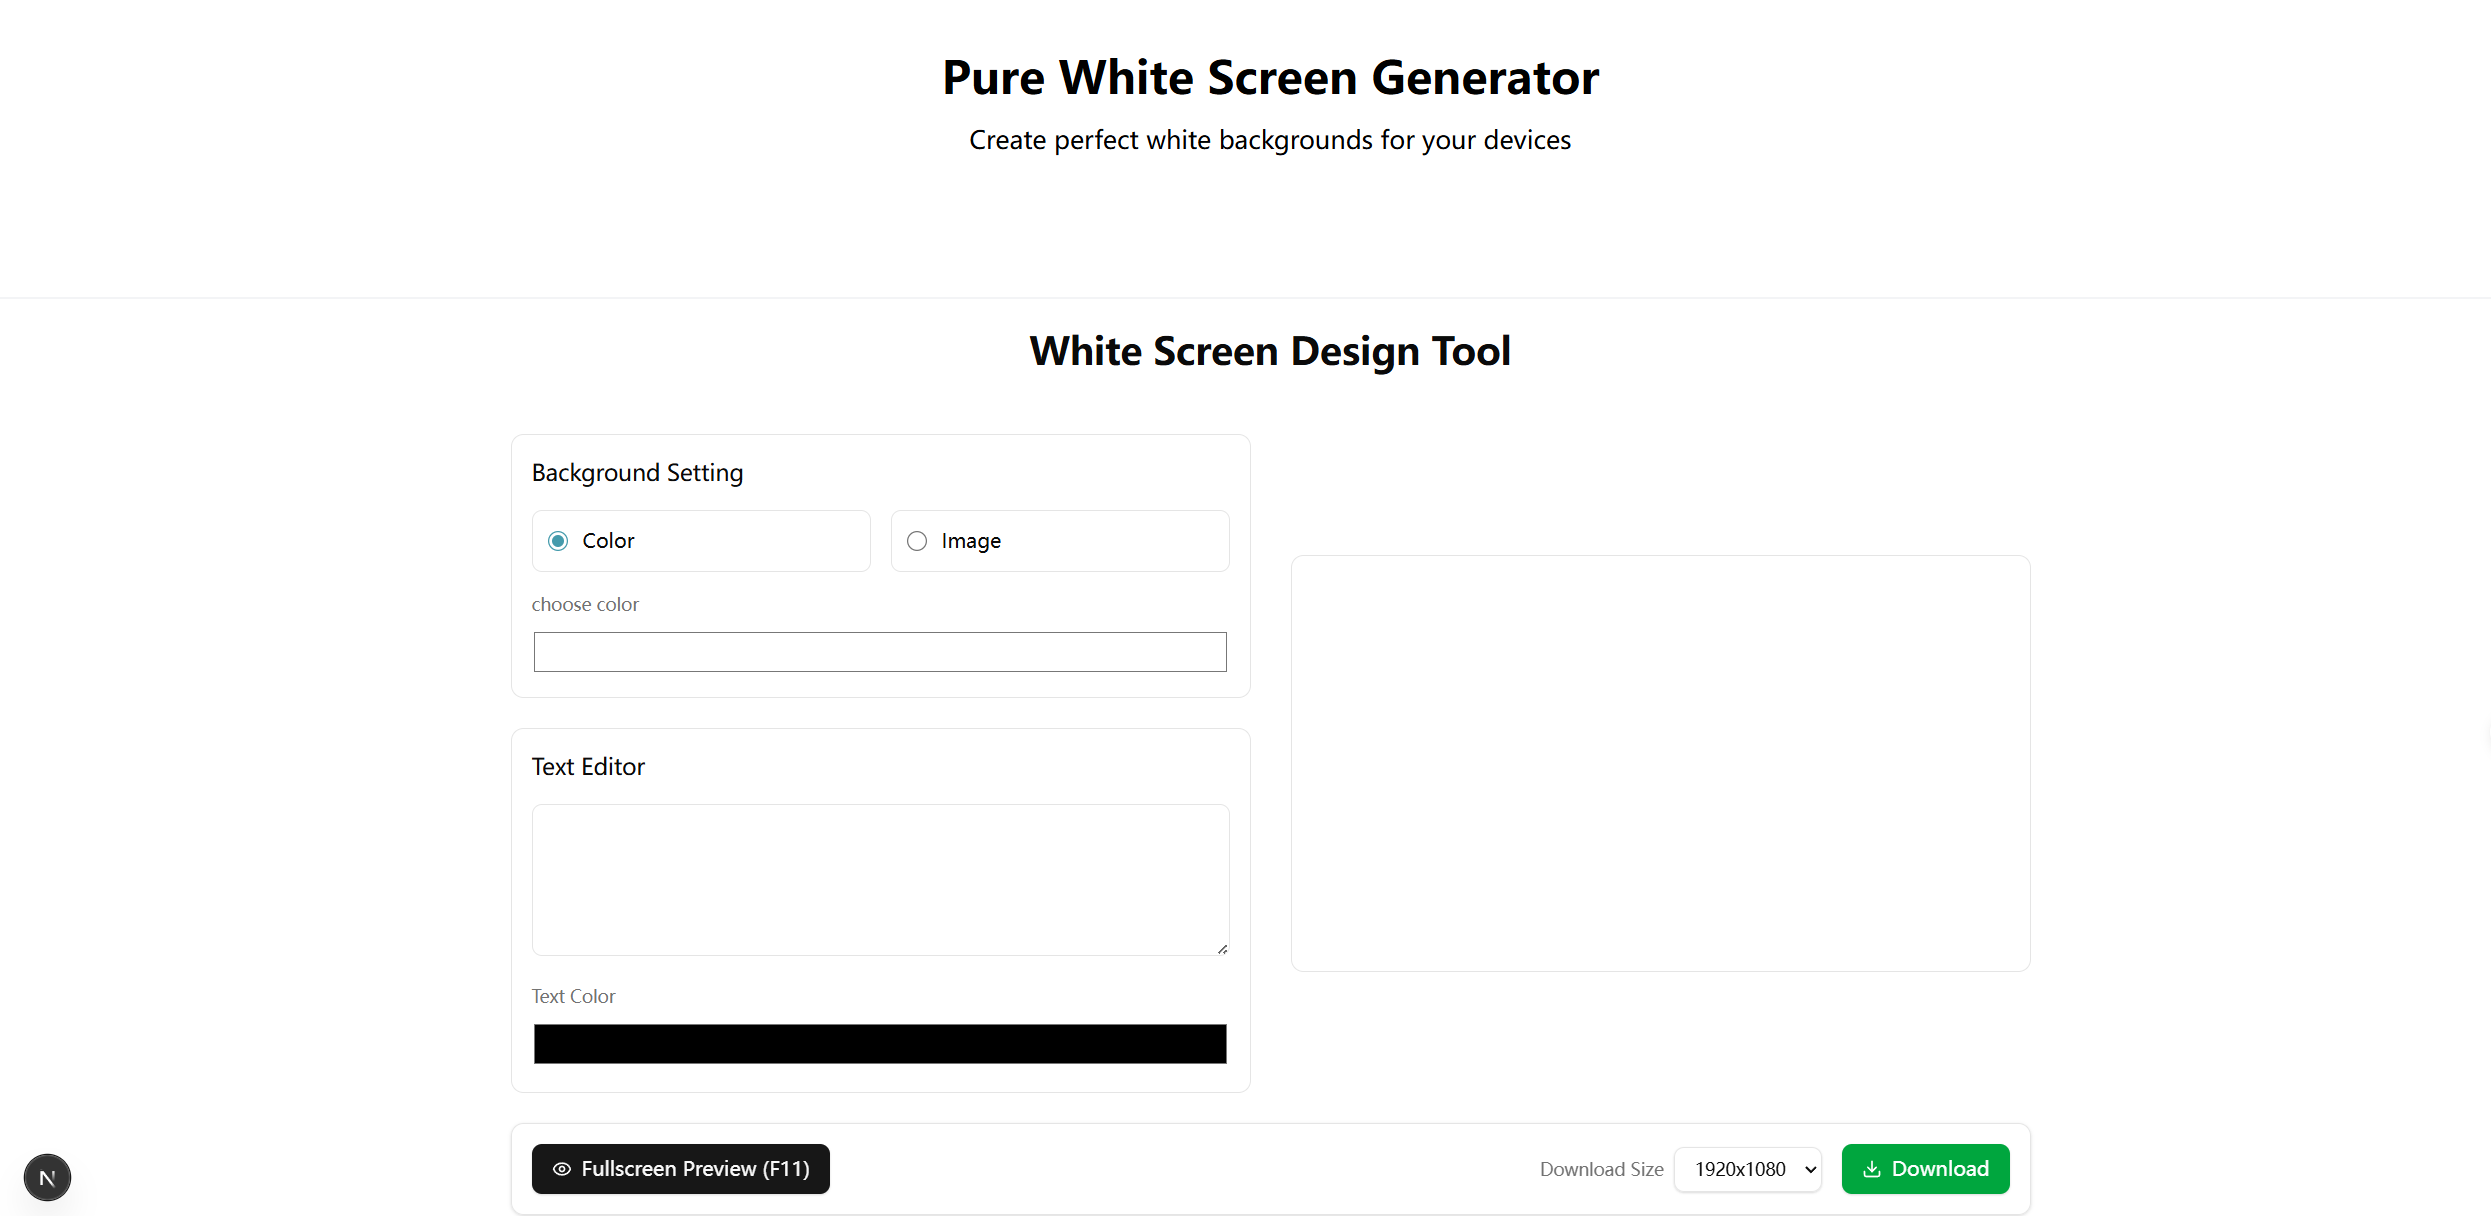 Pure White Screen Generator
Create perfect white backgrounds for your devices
White Screen Design Tool
Background Setting
Color
Image
choose color
Text Editor
Text Color
Fullscreen Preview (F11)
Download Size
1920x1080
Download
N